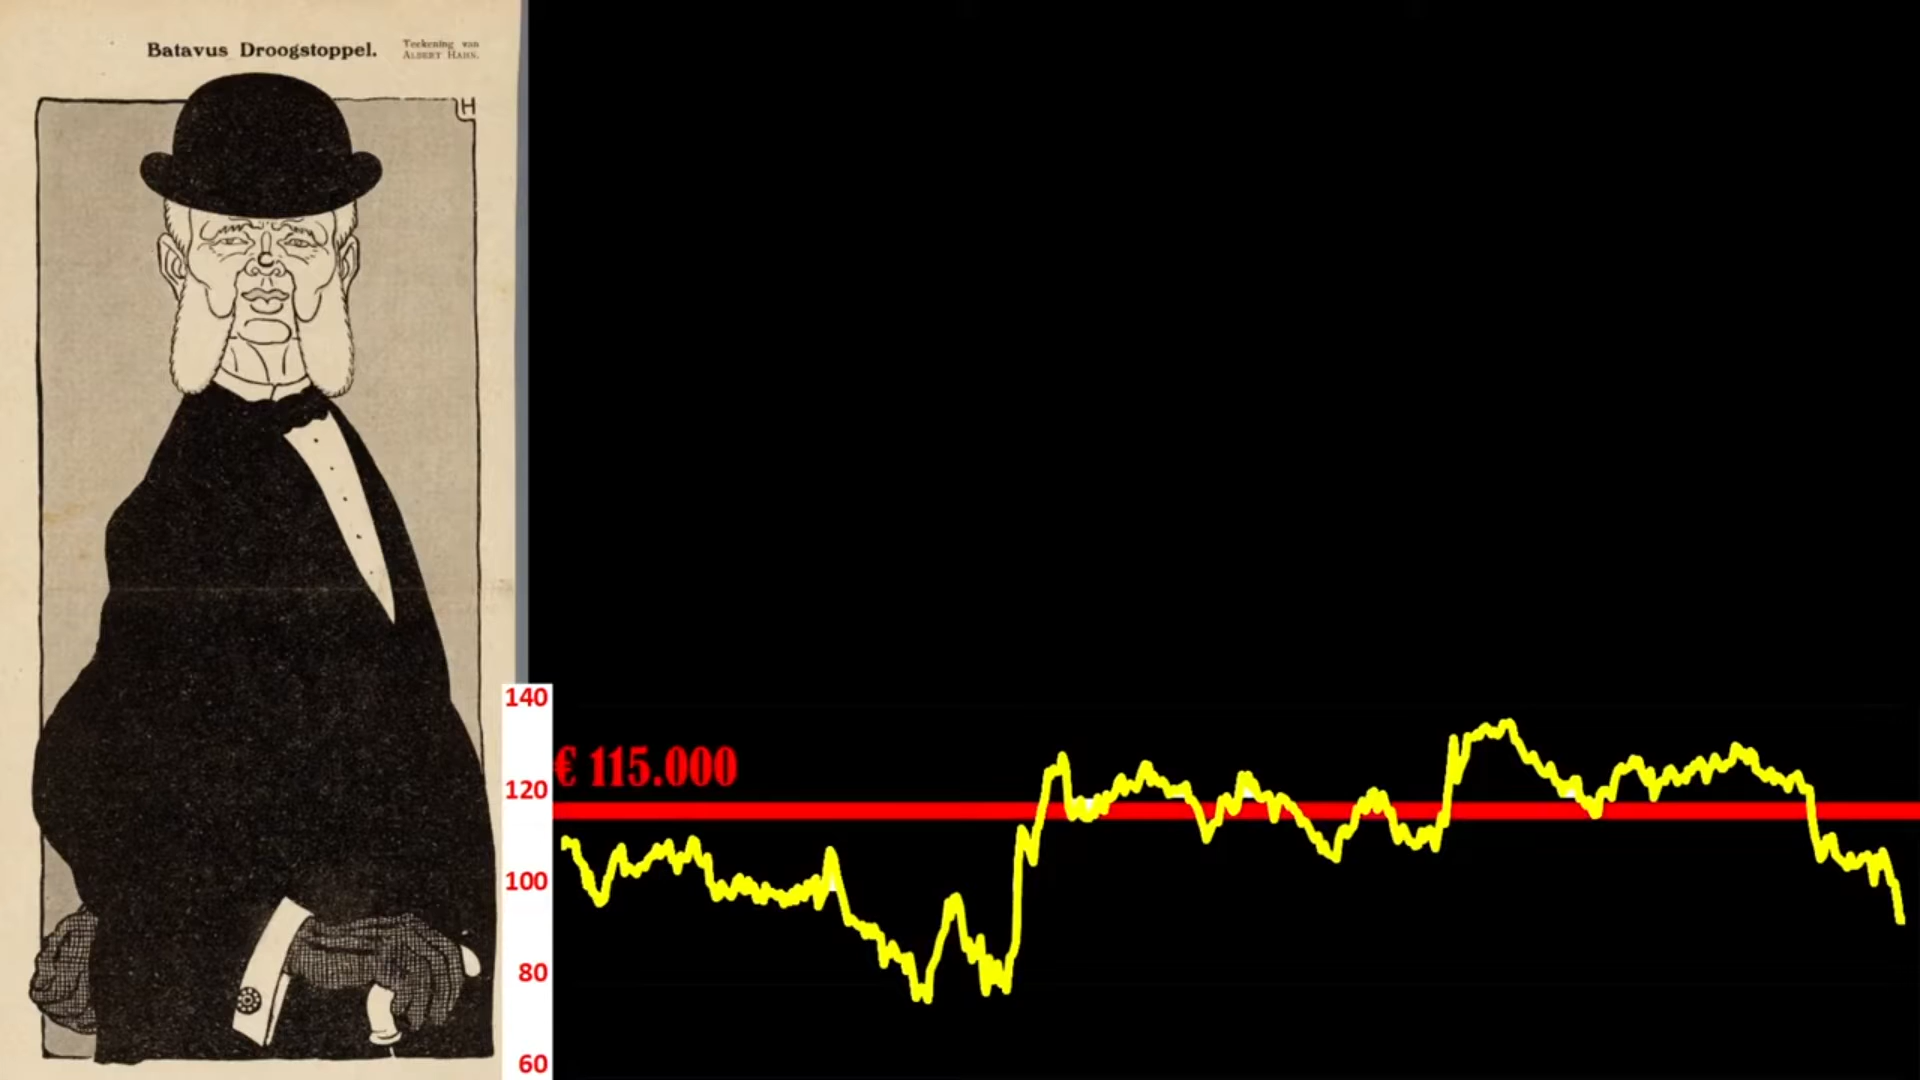 Batavus Droogstoppel.
Teekening van
ALBERT HAHN.
H
140
€ 115.000
120
100
80
60